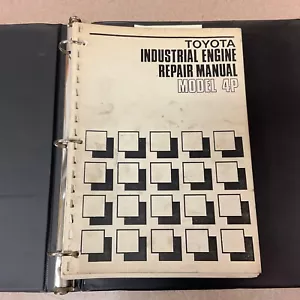 TOYOTA
INDUSTRIAL ENGINE
REPAIR MANUAL
MODEL 4P